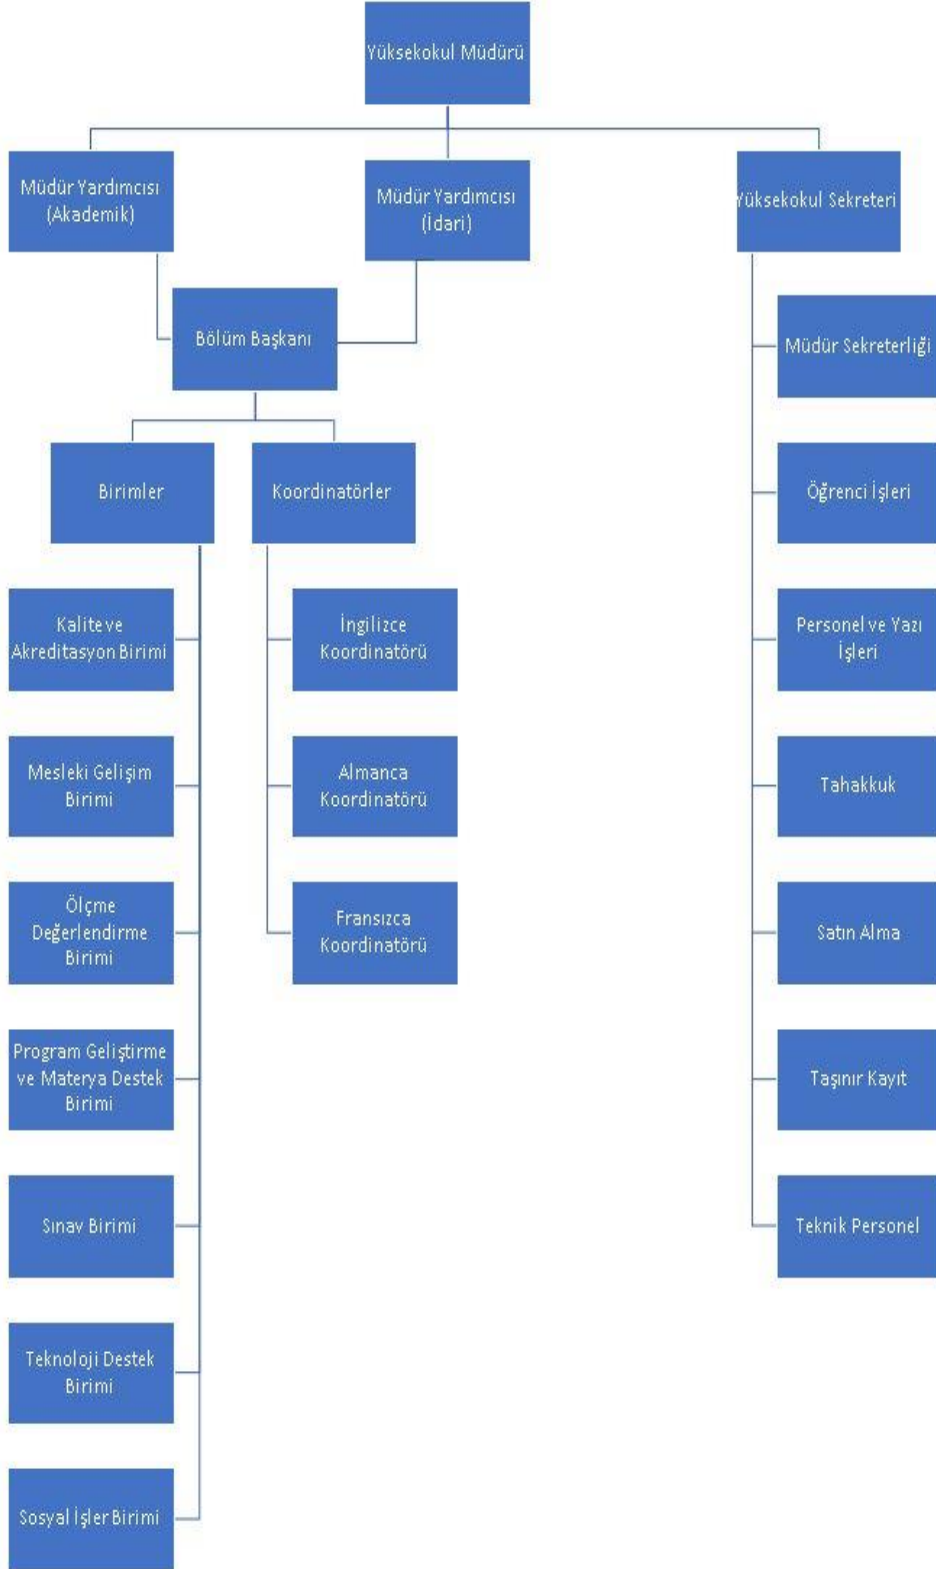 Yüksekokul Müdürü
Müdür Yardımcısı
(Akademik)
Müdür Yardımcısı
(İdari)
Yüksekokul Sekreteri
Bölüm Başkanı
Birimler
Koordinatörler
Kalite ve
Akreditasyon Birimi
Mesleki Gelişim
Birimi
Ölçme
Değerlendirme
Birimi
Program Geliştirme
ve Materya Destek
Birimi
Sınav Birimi
Teknoloji Destek
Birimi
Sosyal İşler Birimi
İngilizce
Koordinatörü
Almanca
Koordinatörü
Fransızca
Koordinatörü
Müdür Sekreterliği
Öğrenci İşleri
Personel ve Yazı
İşleri
Tahakkuk
Satın Alma
Taşınır Kayıt
Teknik Personel